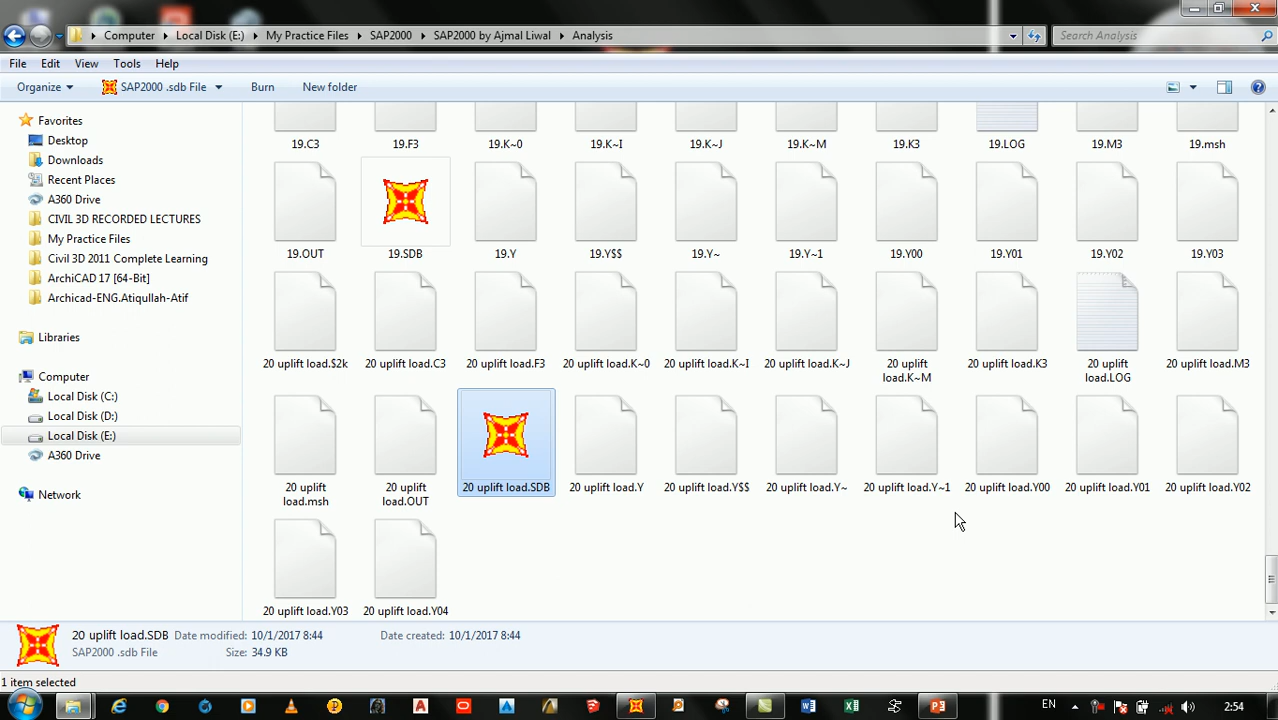 Computer Local Disk (E:) My Practice Files SAP2000 SAP2000 by Ajmal Liwal Analysis Search Analysis
File Edit View Tools Help
Organize SAP2000 .sdb File Burn New folder
Favorites
Desktop
Downloads
Recent Places
A360 Drive
CIVIL 3D RECORDED LECTURES
My Practice Files
Civil 3D 2011 Complete Learning
ArchiCAD 17 [64-Bit]
Archicad-ENG.Atiqullah-Atif
Libraries
Computer
Local Disk (C:)
Local Disk (D:)
Local Disk (E:)
A360 Drive
Network
19.C3 19.F3 19.K~0 19.K~I 19.K~J 19.K~M 19.K3 19.LOG 19.M3 19.msh
19.OUT 19.SDB 19.Y 19.Y$$ 19.Y~ 19.Y~1 19.Y00 19.Y01 19.Y02 19.Y03
20 uplift load.$2k 20 uplift load.C3 20 uplift load.F3 20 uplift load.K~0 20 uplift load.K~I 20 uplift load.K~J 20 uplift load.K~M 20 uplift load.K3 20 uplift load.LOG 20 uplift load.M3
20 uplift load.msh 20 uplift load.OUT 20 uplift load.SDB 20 uplift load.Y 20 uplift load.Y$$ 20 uplift load.Y~ 20 uplift load.Y~1 20 uplift load.Y00 20 uplift load.Y01 20 uplift load.Y02
20 uplift load.Y03 20 uplift load.Y04
20 uplift load.SDB Date modified: 10/1/2017 8:44 Date created: 10/1/2017 8:44
SAP2000 .sdb File Size: 34.9 KB
1 item selected
EN 2:54